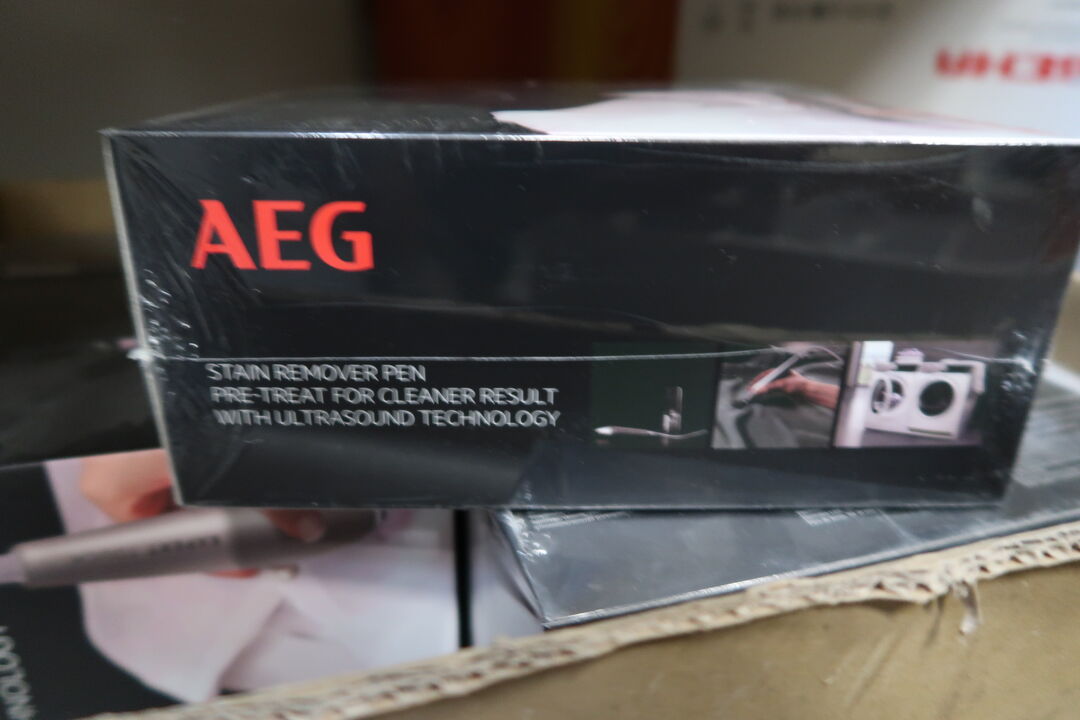 AEG
STAIN REMOVER PEN
PRE-TREAT FOR CLEANER RESULT
WITH ULTRASOUND TECHNOLOGY